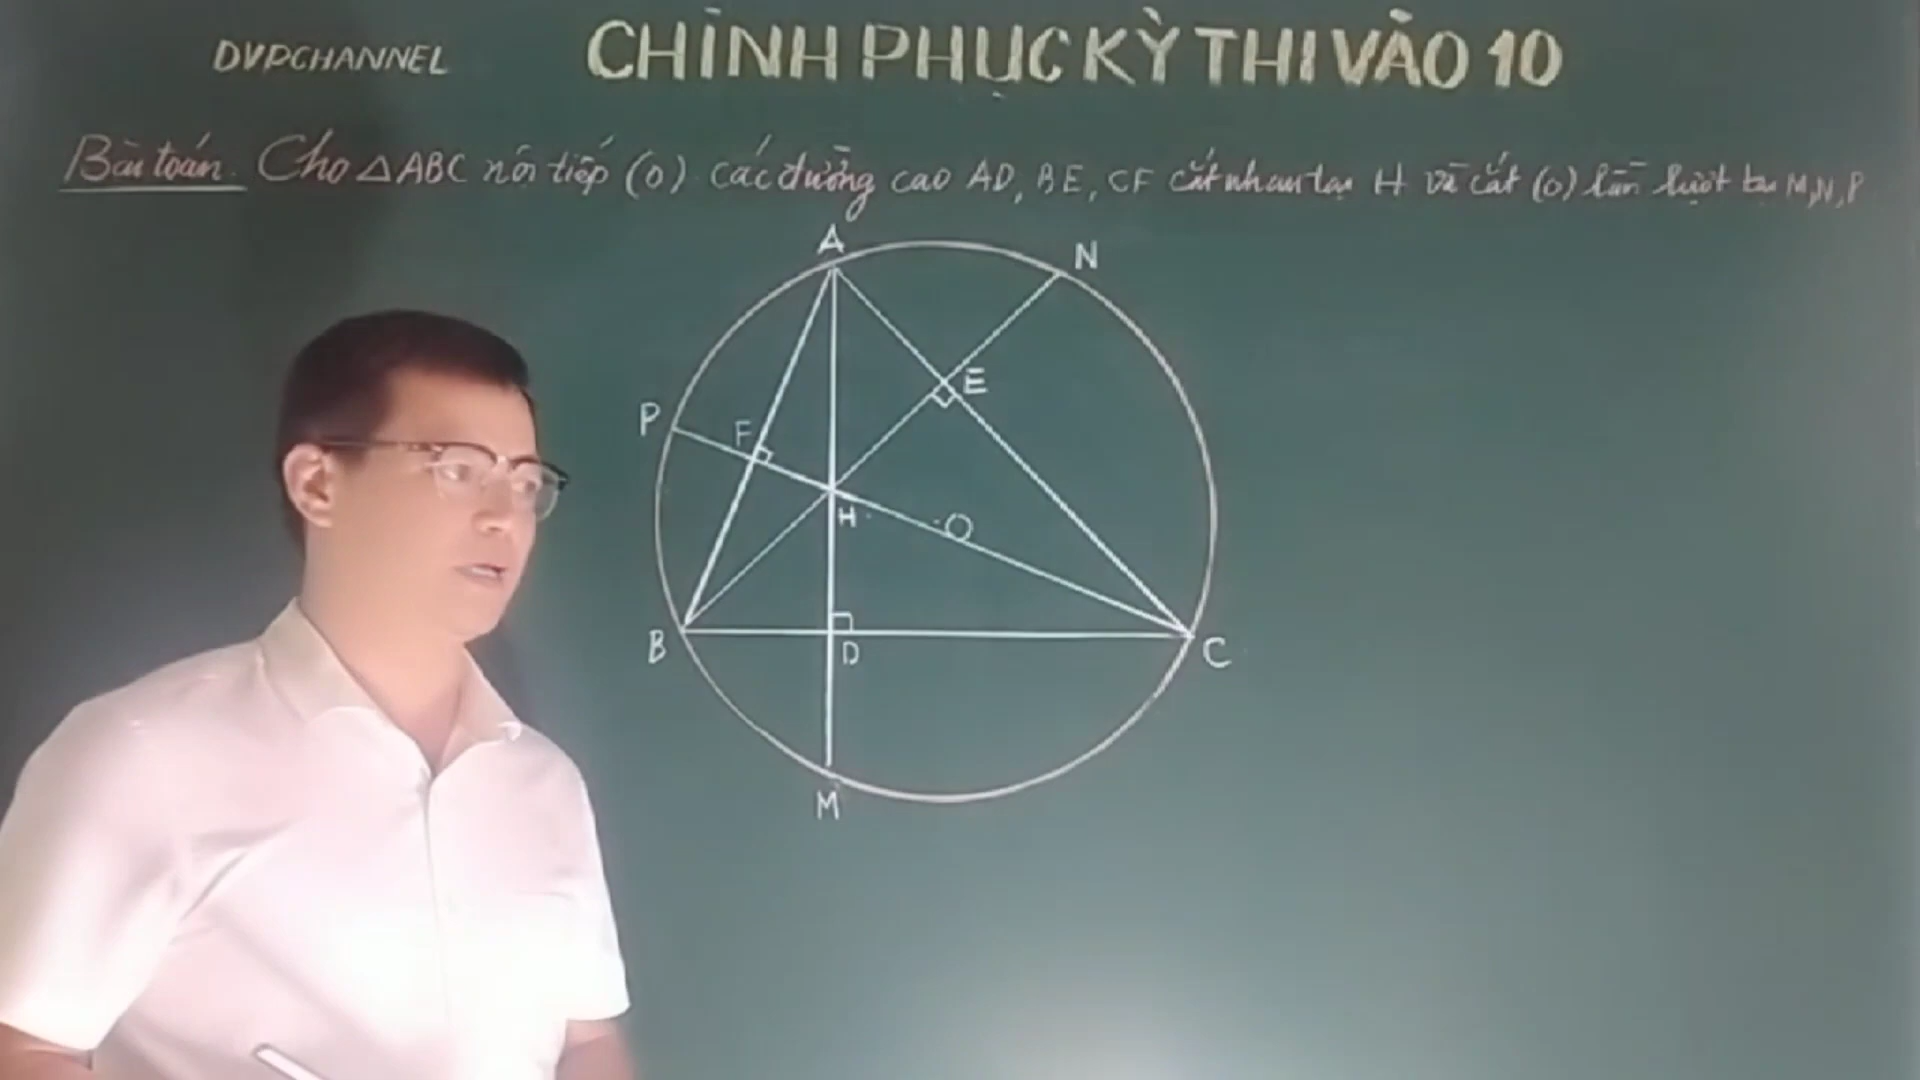 DVPCHANNEL
CHINH PHỤC KỲ THI VÀO 10
Bài toán. Cho △ABC nội tiếp (O) các đường cao AD, BE, CF cắt nhau tại H và cắt (O) lần lượt tại M,N,P
A
N
E
P
F
H
O
B
D
C
M